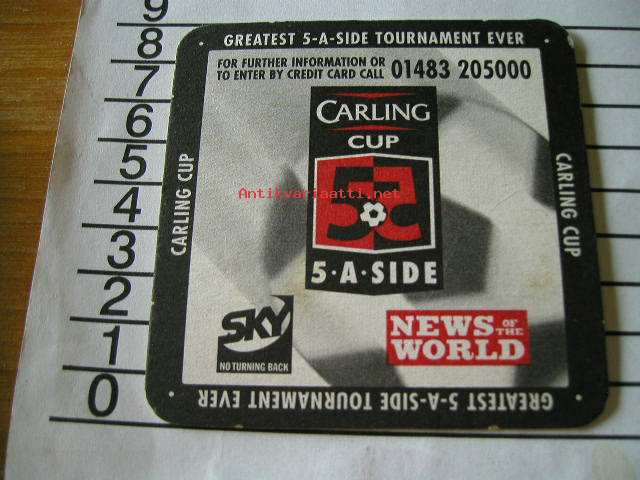 9
8
7
6
5
4
3
2
1
0
GREATEST 5-A-SIDE TOURNAMENT EVER
FOR FURTHER INFORMATION OR
TO ENTER BY CREDIT CARD CALL 01483 205000
CARLING
CUP
55
5·A·SIDE
Antikvariaatti.net
CARLING CUP
CARLING CUP
SKY
NO TURNING BACK
NEWS OF THE
WORLD
GREATEST 5-A-SIDE TOURNAMENT EVER